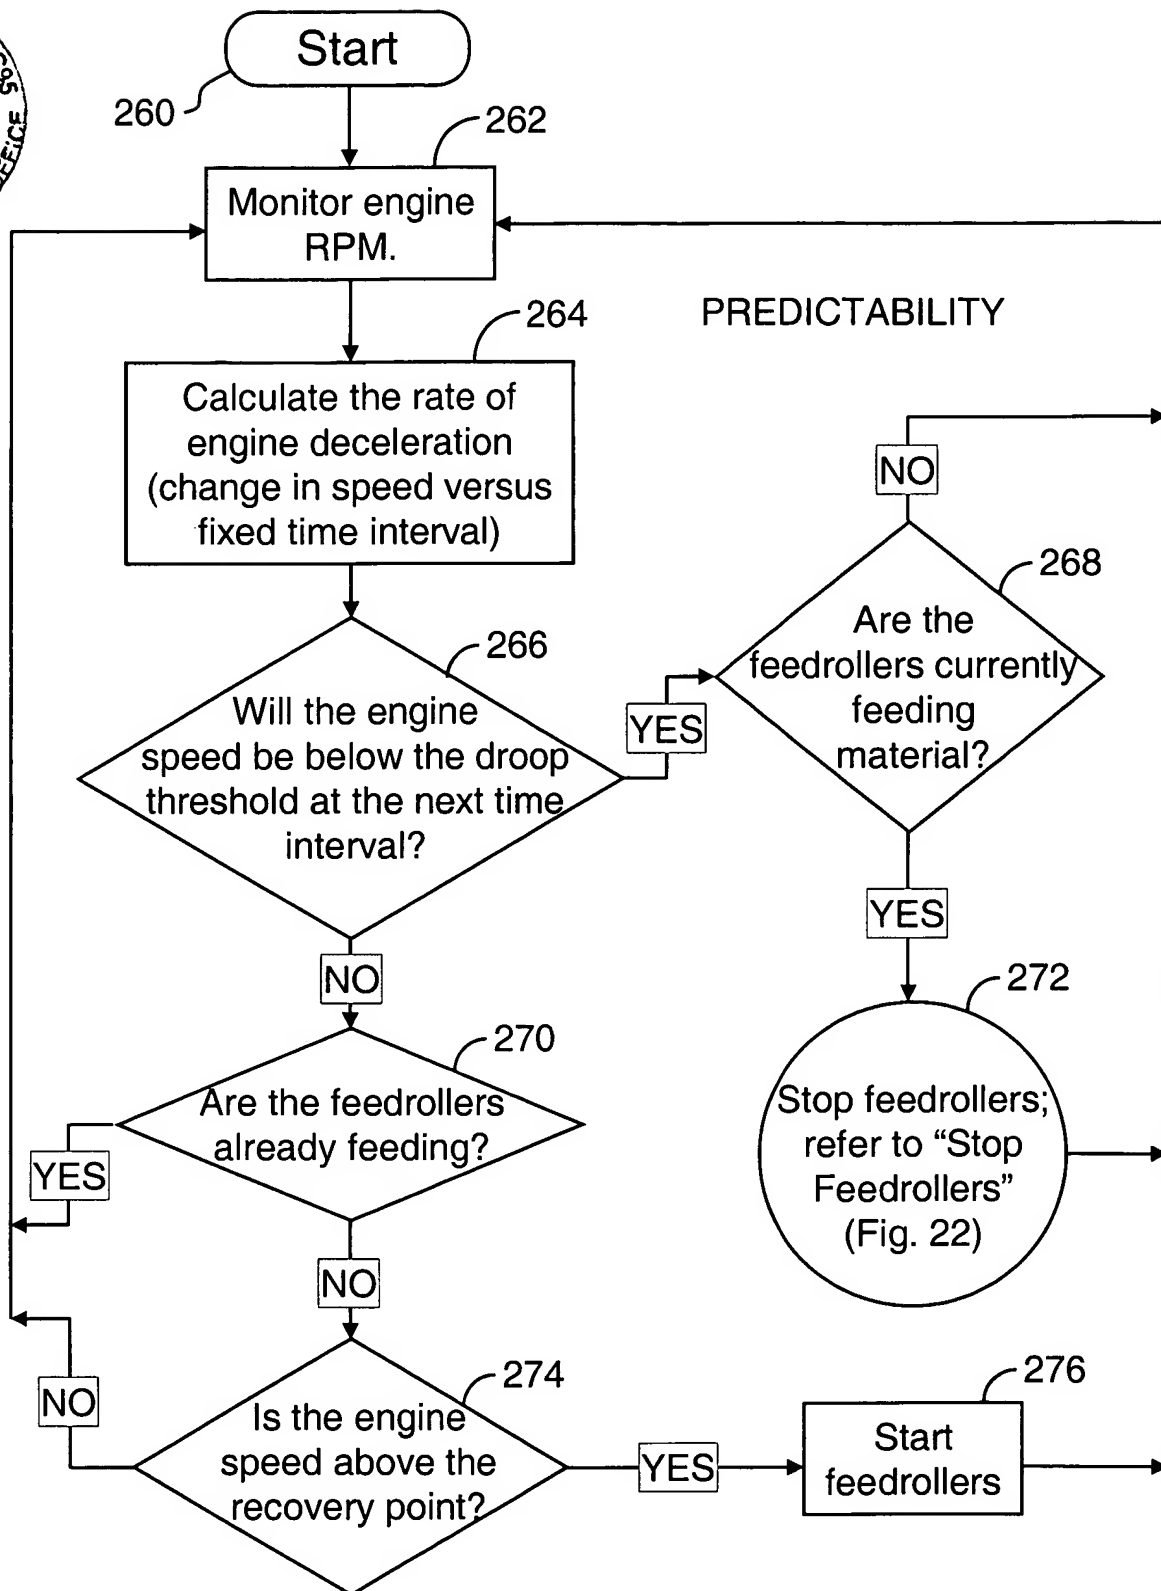 Start
260
262
Monitor engine
RPM.
264
PREDICTABILITY
Calculate the rate of
engine deceleration
(change in speed versus
fixed time interval)
NO
268
Are the
feedrollers currently
feeding
material?
266
Will the engine
speed be below the droop
threshold at the next time
interval?
YES
YES
NO
272
270
Are the feedrollers
already feeding?
Stop feedrollers;
refer to “Stop
Feedrollers”
(Fig. 22)
YES
NO
274
276
NO
Is the engine
speed above the
recovery point?
YES
Start
feedrollers